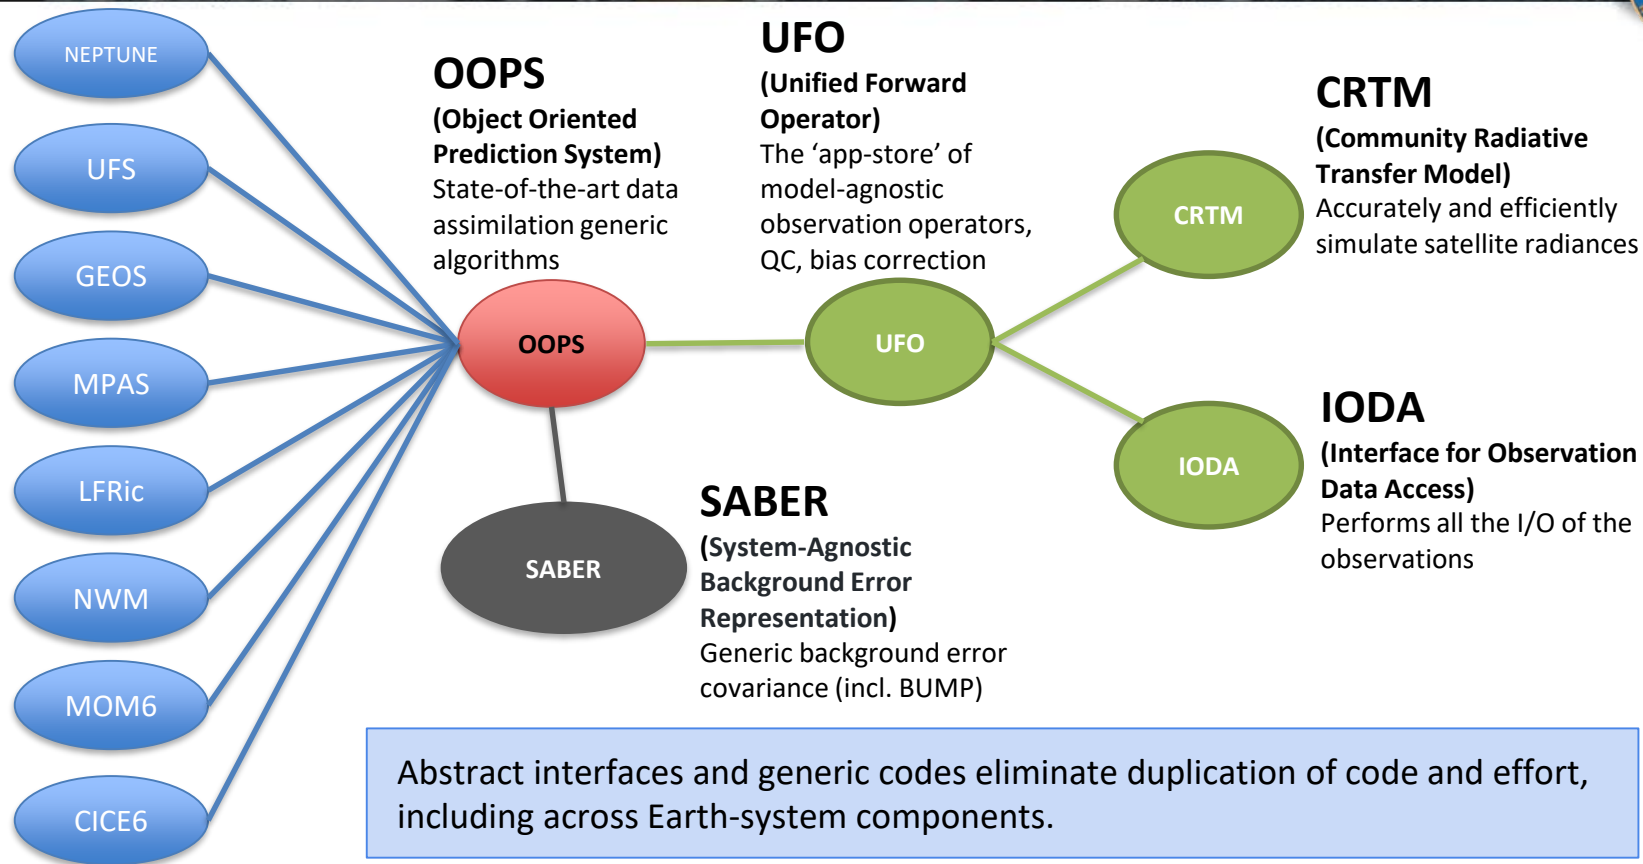 NEPTUNE
UFS
GEOS
MPAS
LFRic
NWM
MOM6
CICE6
OOPS
(Object Oriented
Prediction System)
State-of-the-art data
assimilation generic
algorithms
OOPS
UFO
(Unified Forward
Operator)
The ‘app-store’ of
model-agnostic
observation operators,
QC, bias correction
UFO
CRTM
(Community Radiative
Transfer Model)
Accurately and efficiently
simulate satellite radiances
CRTM
IODA
IODA
(Interface for Observation
Data Access)
Performs all the I/O of the
observations
SABER
SABER
(System-Agnostic
Background Error
Representation)
Generic background error
covariance (incl. BUMP)
Abstract interfaces and generic codes eliminate duplication of code and effort,
including across Earth-system components.